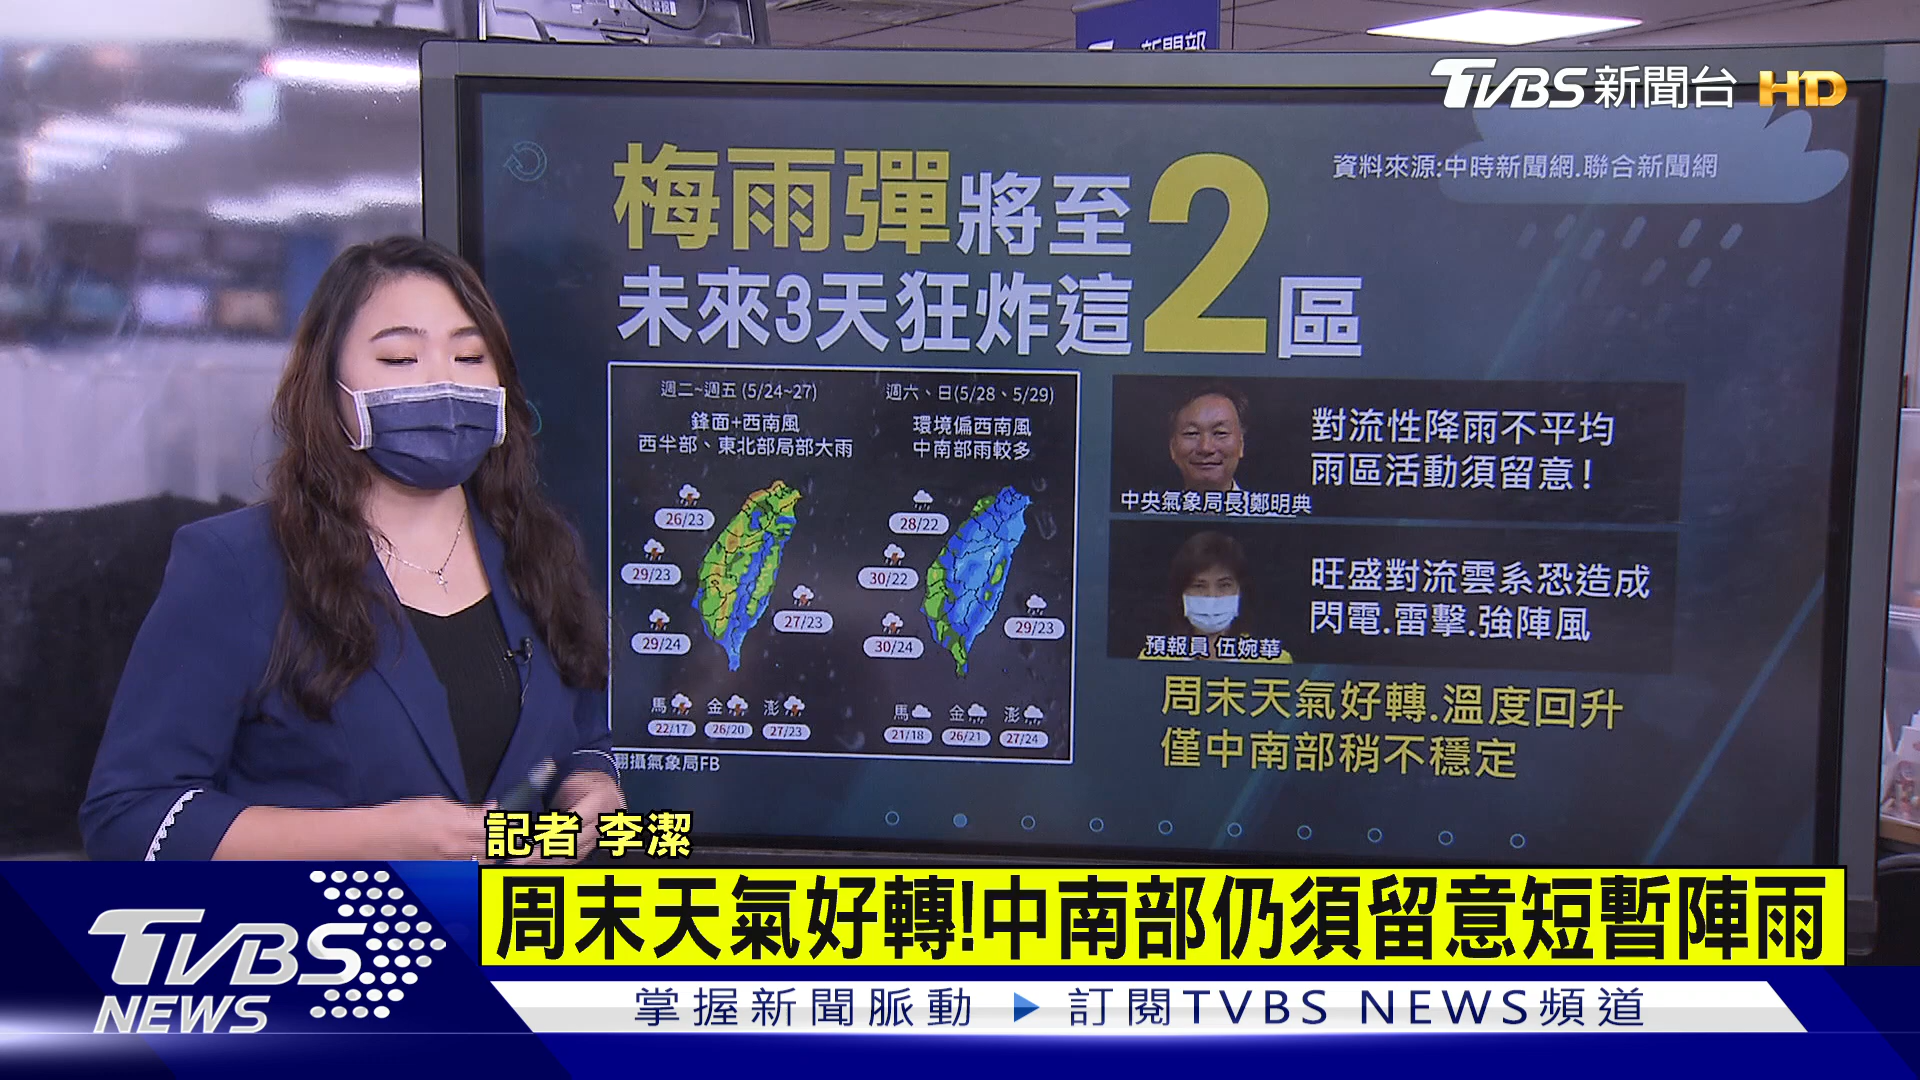 新聞部
TVBS新聞台 HD
資料來源:中時新聞網.聯合新聞網
梅雨彈將至
未來3天狂炸這2區
週二~週五 (5/24~27)
鋒面+西南風
西半部、東北部局部大雨
26/23
29/23
27/23
29/24
馬 金 澎
22/17 26/20 27/23
週六、日(5/28、5/29)
環境偏西南風
中南部雨較多
28/22
30/22
29/23
30/24
馬 金 澎
21/18 26/21 27/24
翻攝氣象局FB
對流性降雨不平均
雨區活動須留意!
中央氣象局長 鄭明典
旺盛對流雲系恐造成
閃電.雷擊.強陣風
預報員 伍婉華
周末天氣好轉.溫度回升
僅中南部稍不穩定
記者 李潔
周末天氣好轉!中南部仍須留意短暫陣雨
TVBS
NEWS
掌握新聞脈動 ▶ 訂閱TVBS NEWS頻道